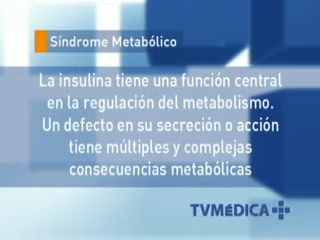 Síndrome Metabólico
La insulina tiene una función central
en la regulación del metabolismo.
Un defecto en su secreción o acción
tiene múltiples y complejas
consecuencias metabólicas
TVMÉDICA